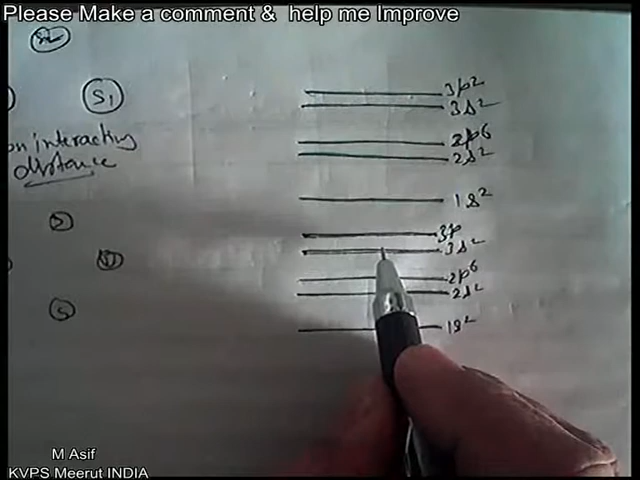 Please Make a comment & help me Improve
Si
3p²
3s²
on interacting
distance
2p⁶
2s²
1s²
3p
3s²
2p⁶
2s²
1s²
M Asif
KVPS Meerut INDIA